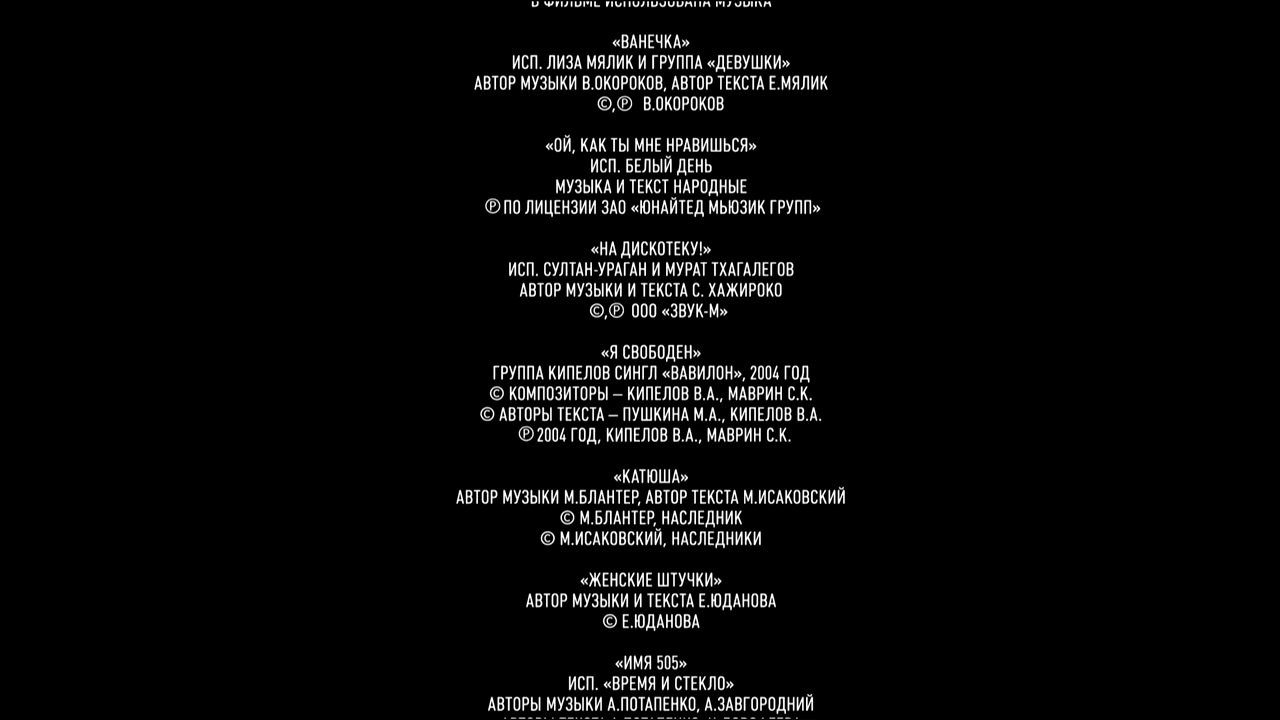 В ФИЛЬМЕ ИСПОЛЬЗОВАНА МУЗЫКА
«ВАНЕЧКА»
ИСП. ЛИЗА МЯЛИК И ГРУППА «ДЕВУШКИ»
АВТОР МУЗЫКИ В.ОКОРОКОВ, АВТОР ТЕКСТА Е.МЯЛИК
©,℗ В.ОКОРОКОВ
«ОЙ, КАК ТЫ МНЕ НРАВИШЬСЯ»
ИСП. БЕЛЫЙ ДЕНЬ
МУЗЫКА И ТЕКСТ НАРОДНЫЕ
℗ ПО ЛИЦЕНЗИИ ЗАО «ЮНАЙТЕД МЬЮЗИК ГРУПП»
«НА ДИСКОТЕКУ!»
ИСП. СУЛТАН-УРАГАН И МУРАТ ТХАГАЛЕГОВ
АВТОР МУЗЫКИ И ТЕКСТА С. ХАЖИРОКО
©,℗ ООО «ЗВУК-М»
«Я СВОБОДЕН»
ГРУППА КИПЕЛОВ СИНГЛ «ВАВИЛОН», 2004 ГОД
© КОМПОЗИТОРЫ – КИПЕЛОВ В.А., МАВРИН С.К.
© АВТОРЫ ТЕКСТА – ПУШКИНА М.А., КИПЕЛОВ В.А.
℗ 2004 ГОД, КИПЕЛОВ В.А., МАВРИН С.К.
«КАТЮША»
АВТОР МУЗЫКИ М.БЛАНТЕР, АВТОР ТЕКСТА М.ИСАКОВСКИЙ
© М.БЛАНТЕР, НАСЛЕДНИК
© М.ИСАКОВСКИЙ, НАСЛЕДНИКИ
«ЖЕНСКИЕ ШТУЧКИ»
АВТОР МУЗЫКИ И ТЕКСТА Е.ЮДАНОВА
© Е.ЮДАНОВА
«ИМЯ 505»
ИСП. «ВРЕМЯ И СТЕКЛО»
АВТОРЫ МУЗЫКИ А.ПОТАПЕНКО, А.ЗАВГОРОДНИЙ